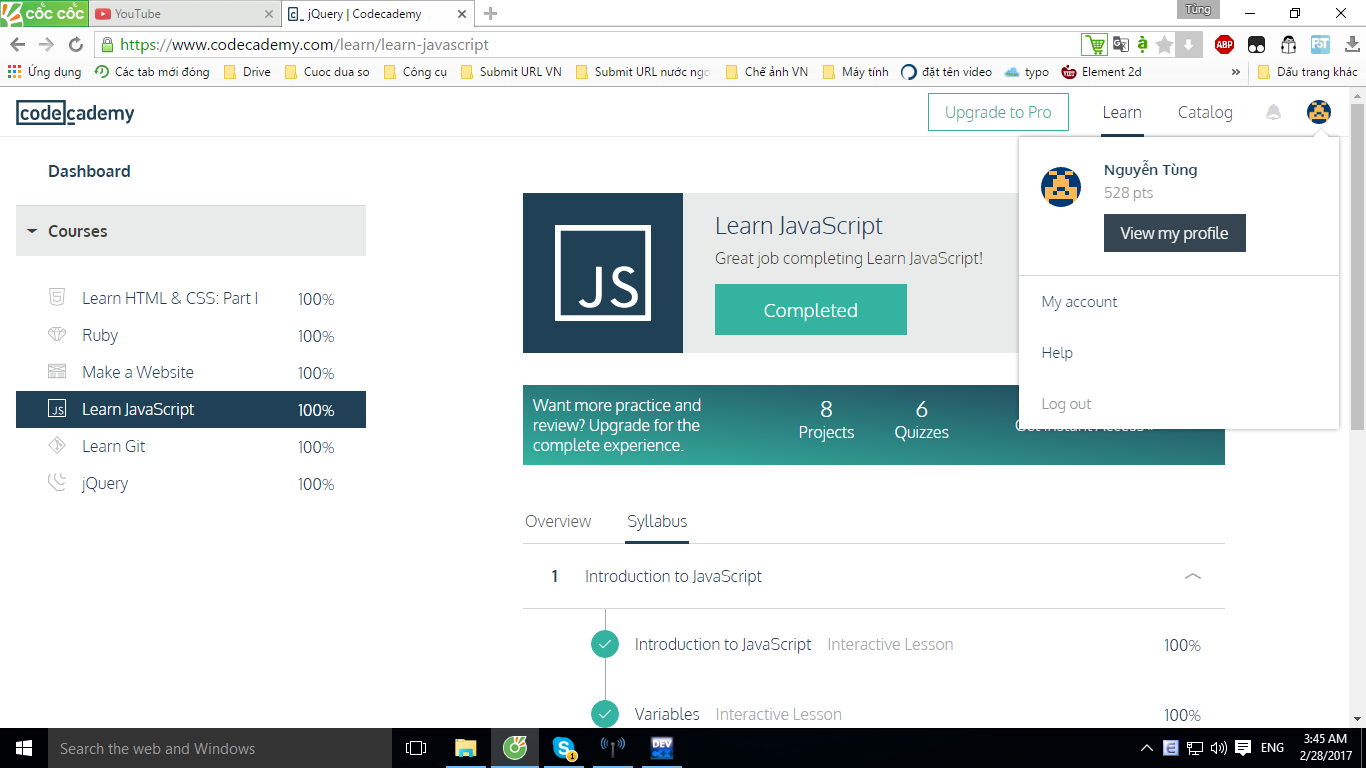 cốc cốc
YouTube
jQuery | Codecademy
Tùng
https://www.codecademy.com/learn/learn-javascript
ABP
Ứng dụng
Các tab mới đóng
Drive
Cuoc dua so
Công cụ
Submit URL VN
Submit URL nước ngo
Chế ảnh VN
Máy tính
đặt tên video
typo
Element 2d
»
Dấu trang khác
codecademy
Upgrade to Pro
Learn
Catalog
Dashboard
Courses
Learn HTML & CSS: Part I 100%
Ruby 100%
Make a Website 100%
JS Learn JavaScript 100%
Learn Git 100%
jQuery 100%
JS
Learn JavaScript
Great job completing Learn JavaScript!
Completed
Nguyễn Tùng
528 pts
View my profile
My account
Help
Log out
Want more practice and
review? Upgrade for the
complete experience.
8
Projects
6
Quizzes
Get Instant Access
Overview
Syllabus
1 Introduction to JavaScript
Introduction to JavaScript Interactive Lesson 100%
Variables Interactive Lesson 100%
Search the web and Windows
S
1
DEV
E
ENG
3:45 AM
2/28/2017